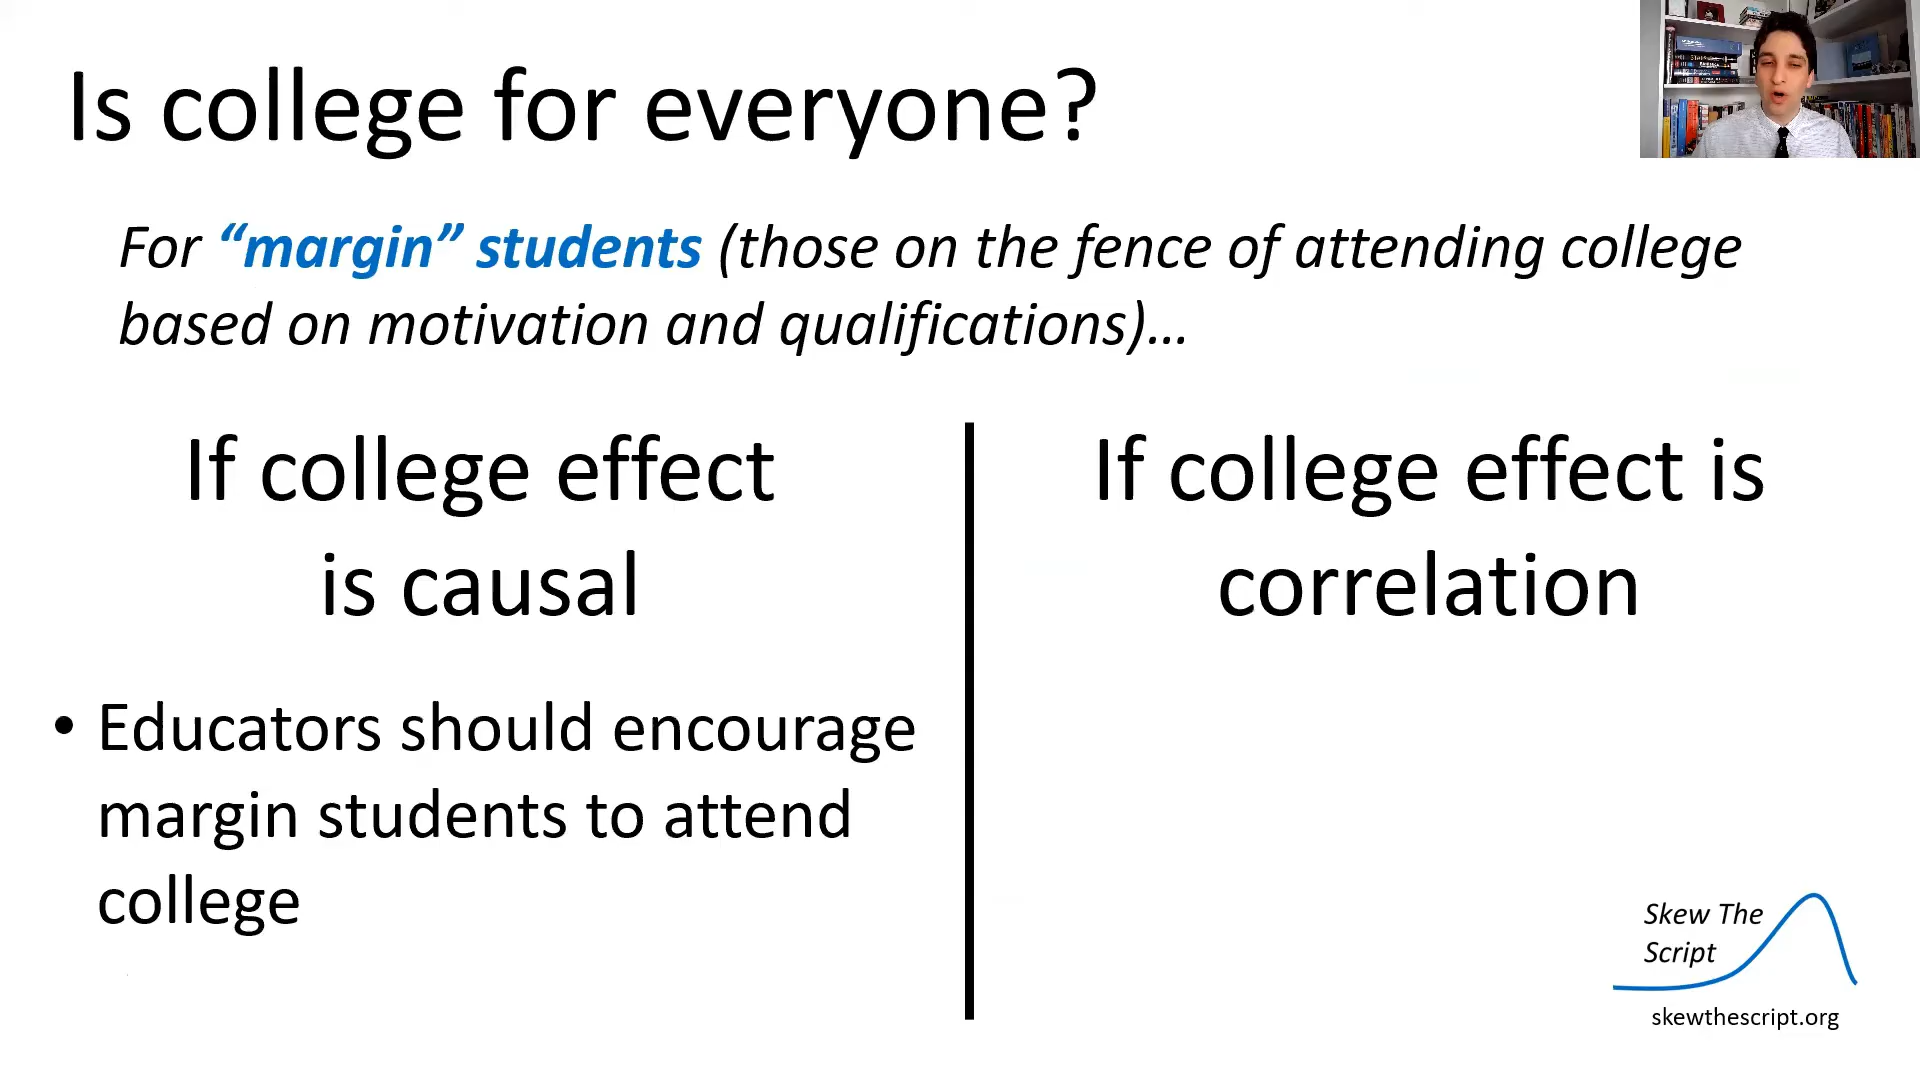 Is college for everyone?
For “margin” students (those on the fence of attending college
based on motivation and qualifications)…
If college effect
is causal
• Educators should encourage
margin students to attend
college
If college effect is
correlation
Skew The
Script
skewthescript.org